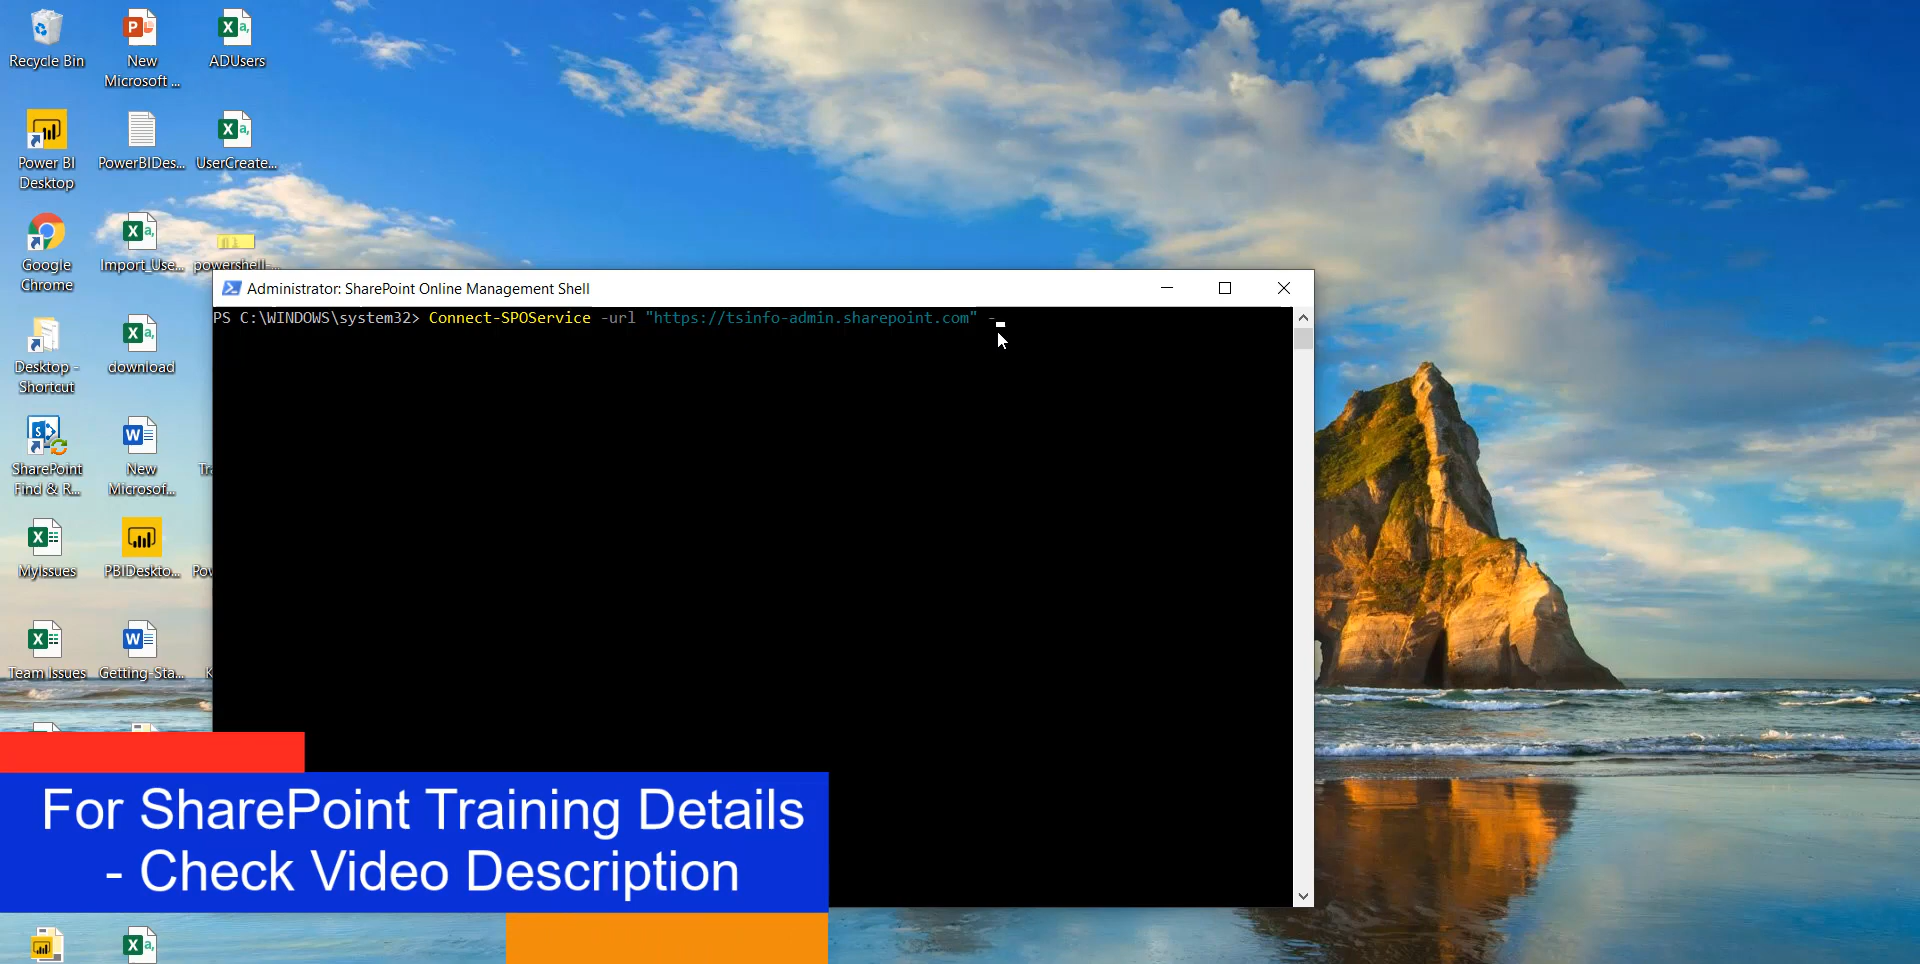 Recycle Bin
New
Microsoft ...
ADUsers
Power BI
Desktop
PowerBIDes...
UserCreate...
Google
Chrome
Import_Use...
powershell-...
Desktop -
Shortcut
download
SharePoint
Find & R...
New
Microsof...
Tr
MyIssues
PBIDeskto...
Pov
Team Issues
Getting-Sta...
K
Administrator: SharePoint Online Management Shell
PS C:\WINDOWS\system32> Connect-SPOService -url "https://tsinfo-admin.sharepoint.com" -
For SharePoint Training Details
- Check Video Description